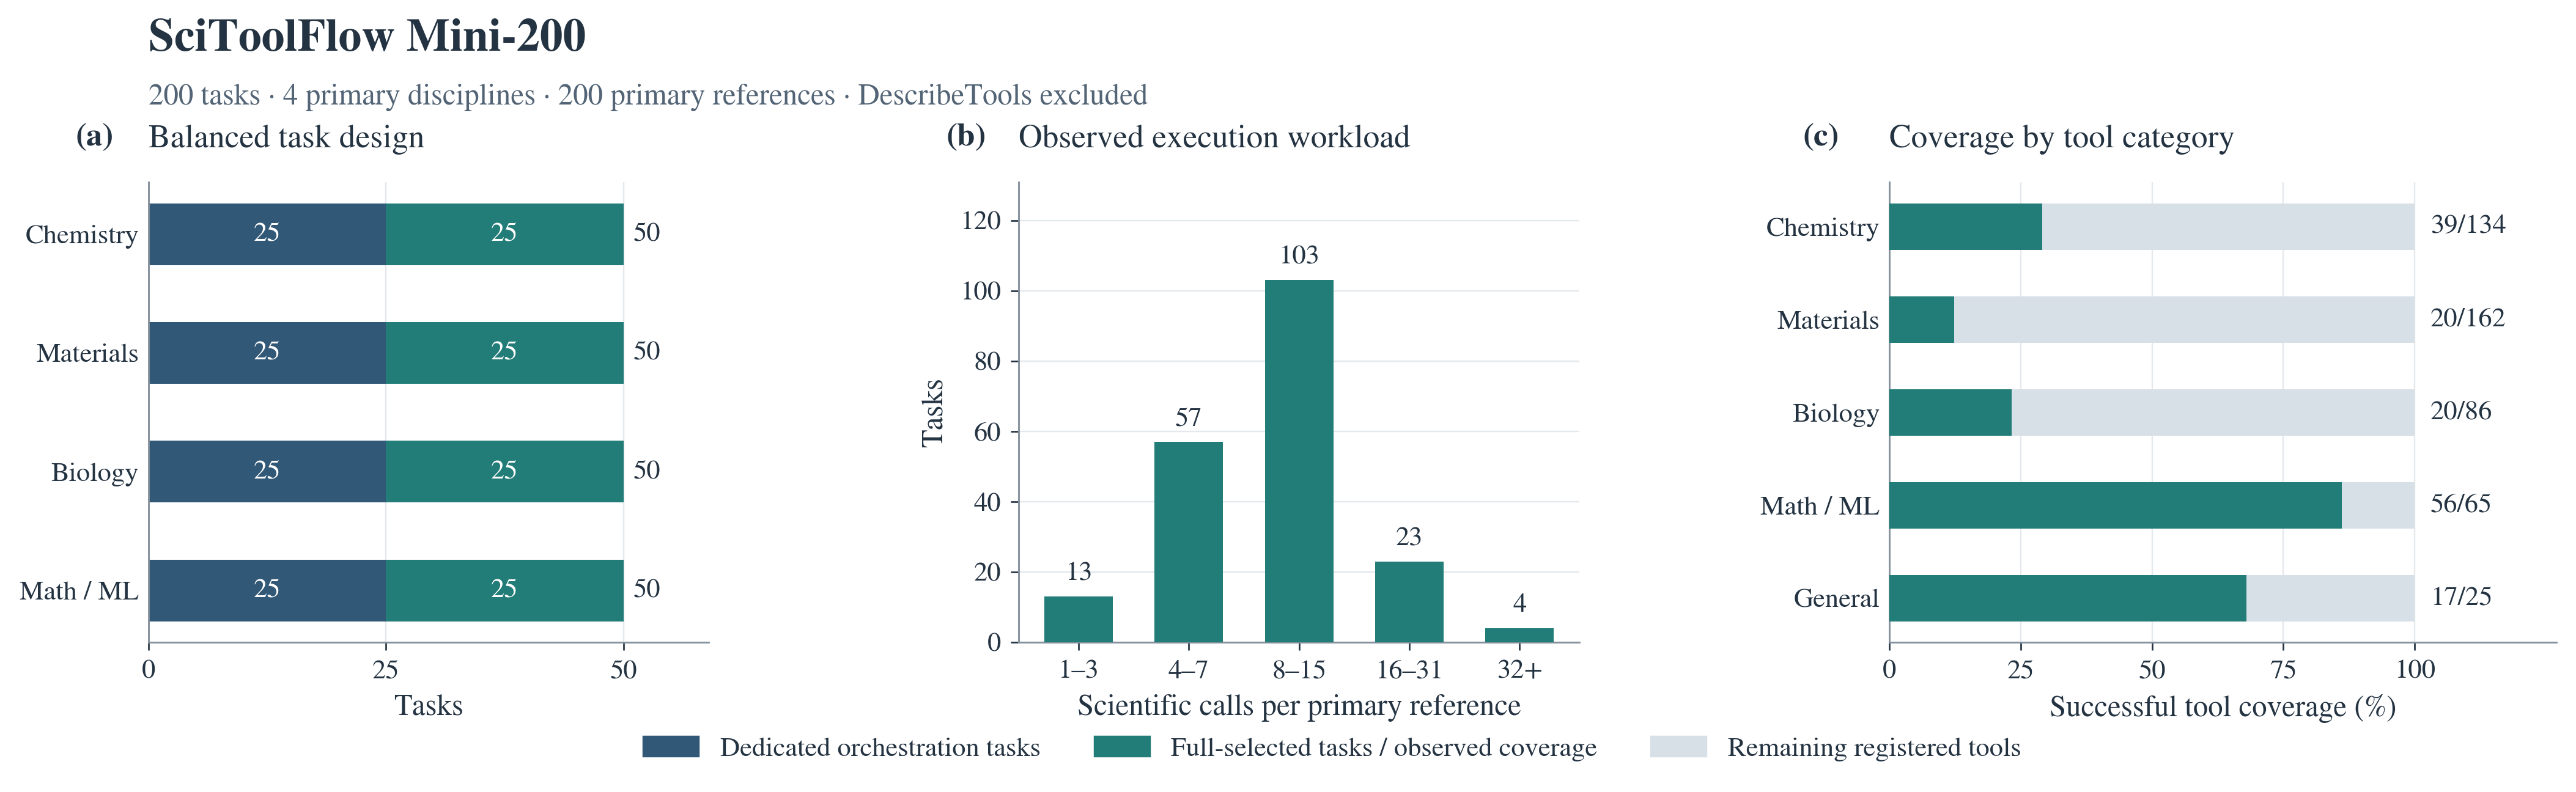 SciToolFlow Mini-200
200 tasks · 4 primary disciplines · 200 primary references · DescribeTools excluded
(a) Balanced task design
Chemistry 25 25 50
Materials 25 25 50
Biology 25 25 50
Math / ML 25 25 50
0 25 50
Tasks
(b) Observed execution workload
Tasks
120
100
80
60
40
20
0
13 57 103 23 4
1–3 4–7 8–15 16–31 32+
Scientific calls per primary reference
(c) Coverage by tool category
Chemistry 39/134
Materials 20/162
Biology 20/86
Math / ML 56/65
General 17/25
0 25 50 75 100
Successful tool coverage (%)
Dedicated orchestration tasks
Full-selected tasks / observed coverage
Remaining registered tools